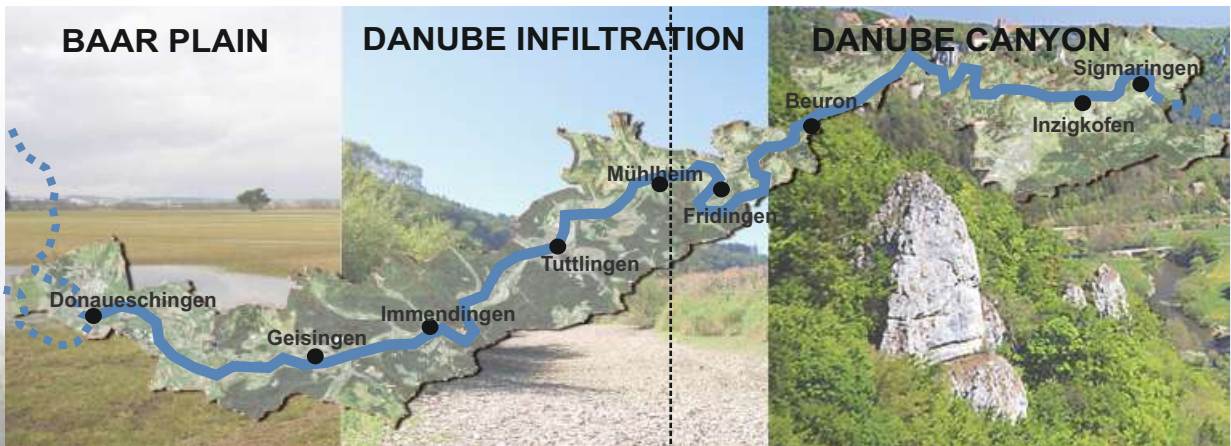 BAAR PLAIN
DANUBE INFILTRATION
DANUBE CANYON
Sigmaringen
Beuron
Inzigkofen
Mühlheim
Fridingen
Tuttlingen
Donaueschingen
Immendingen
Geisingen